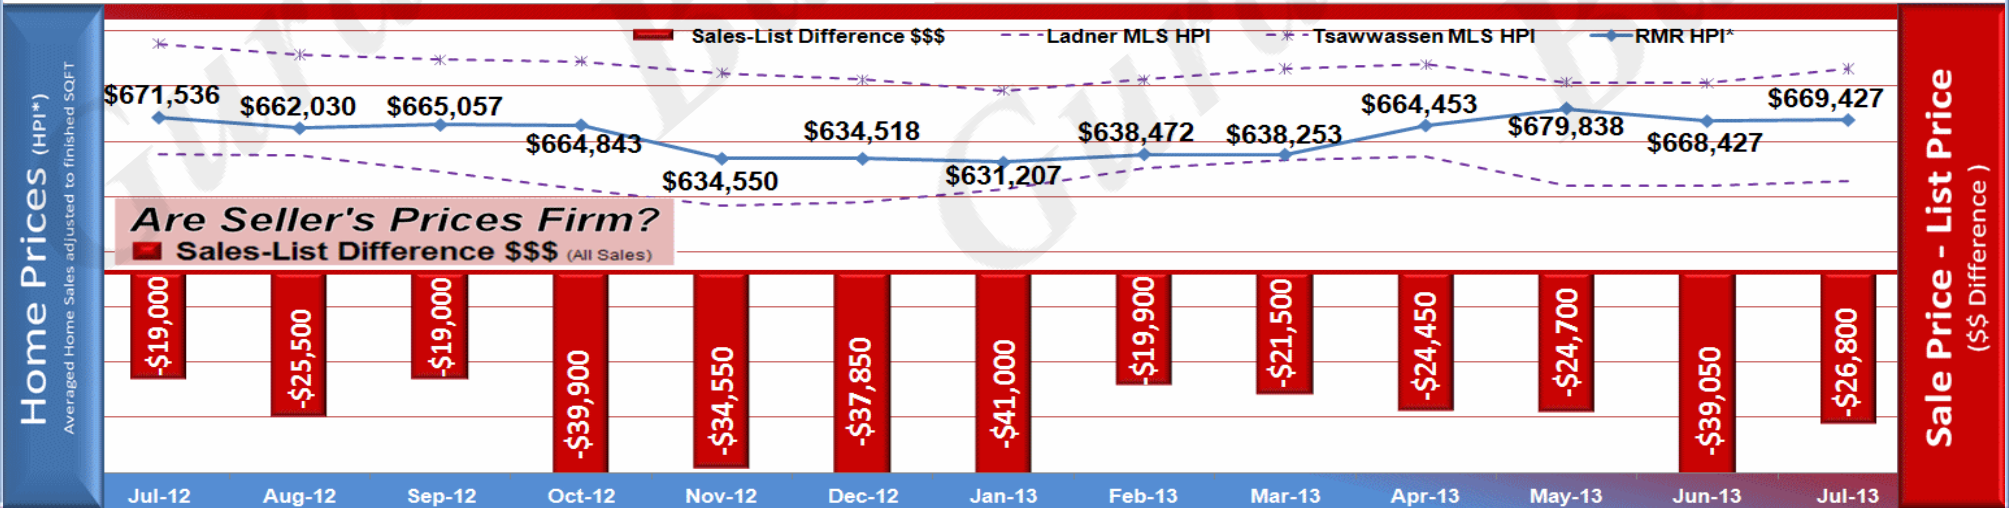 Home Prices (HPI*)
Averaged Home Sales adjusted to finished SQFT
Sales-List Difference $$$
Ladner MLS HPI
Tsawwassen MLS HPI
RMR HPI*
$671,536
$662,030
$665,057
$664,843
$634,550
$634,518
$631,207
$638,472
$638,253
$664,453
$679,838
$668,427
$669,427
Are Seller's Prices Firm?
Sales-List Difference $$$ (All Sales)
-$19,000
-$25,500
-$19,000
-$39,900
-$34,550
-$37,850
-$41,000
-$19,900
-$21,500
-$24,450
-$24,700
-$39,050
-$26,800
Jul-12
Aug-12
Sep-12
Oct-12
Nov-12
Dec-12
Jan-13
Feb-13
Mar-13
Apr-13
May-13
Jun-13
Jul-13
Sale Price - List Price
($$ Difference )